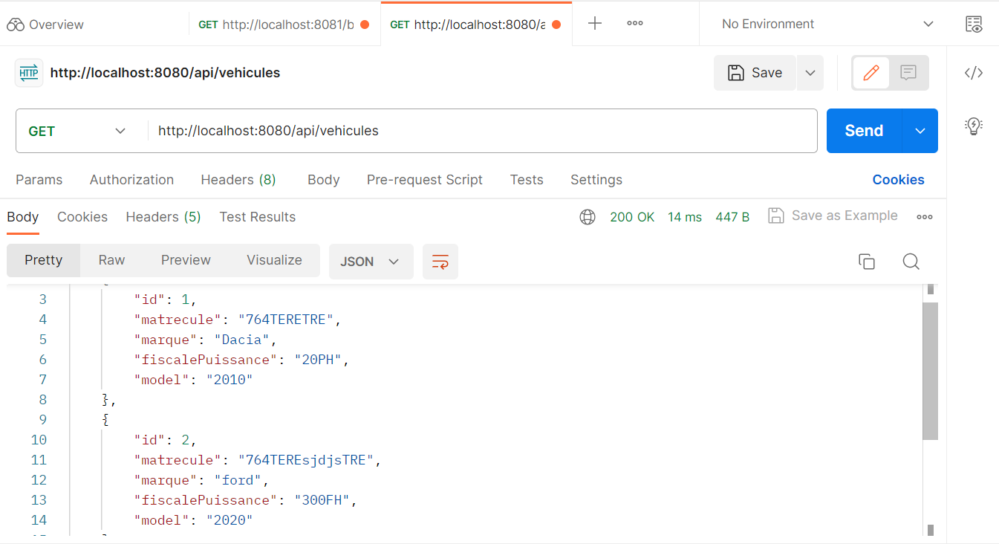 Overview
GET http://localhost:8081/b
GET http://localhost:8080/a
No Environment
HTTP http://localhost:8080/api/vehicules
Save
GET http://localhost:8080/api/vehicules
Send
Params Authorization Headers (8) Body Pre-request Script Tests Settings Cookies
Body Cookies Headers (5) Test Results 200 OK 14 ms 447 B Save as Example
Pretty Raw Preview Visualize JSON
3 "id": 1,
4 "matrecule": "764TERETRE",
5 "marque": "Dacia",
6 "fiscalePuissance": "20PH",
7 "model": "2010"
8 },
9 {
10 "id": 2,
11 "matrecule": "764TEREsjdjsTRE",
12 "marque": "ford",
13 "fiscalePuissance": "300FH",
14 "model": "2020"